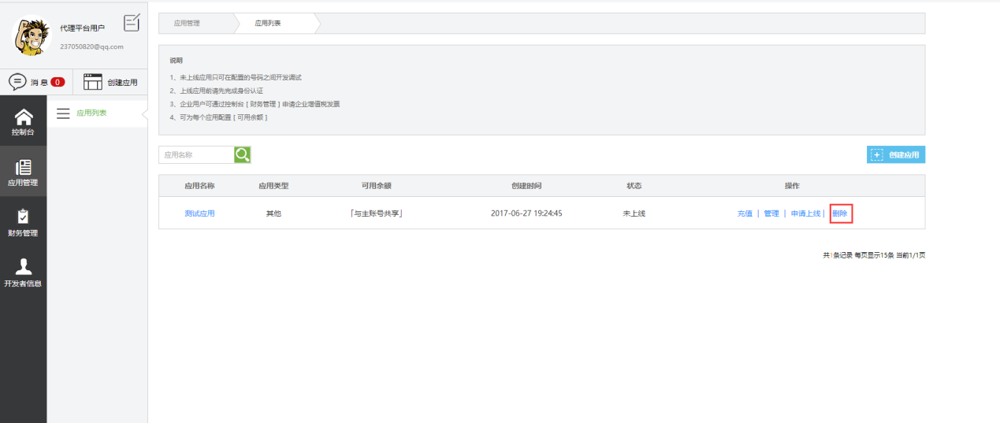 代理平台用户
237050820@qq.com
消 息 0
创建应用
控制台
应用管理
财务管理
开发者信息
应用列表
应用管理
应用列表
说明
1、未上线应用只可在配置的号码之间开发调试
2、上线应用前请先完成身份认证
3、企业用户可通过控制台 [ 财务管理 ] 申请企业增值税发票
4、可为每个应用配置 [ 可用余额 ]
应用名称
创建应用
应用名称 应用类型 可用余额 创建时间 状态 操作
测试应用 其他 「与主账号共享」 2017-06-27 19:24:45 未上线 充值 | 管理 | 申请上线 | 删除
共1条记录 每页显示15条 当前1/1页